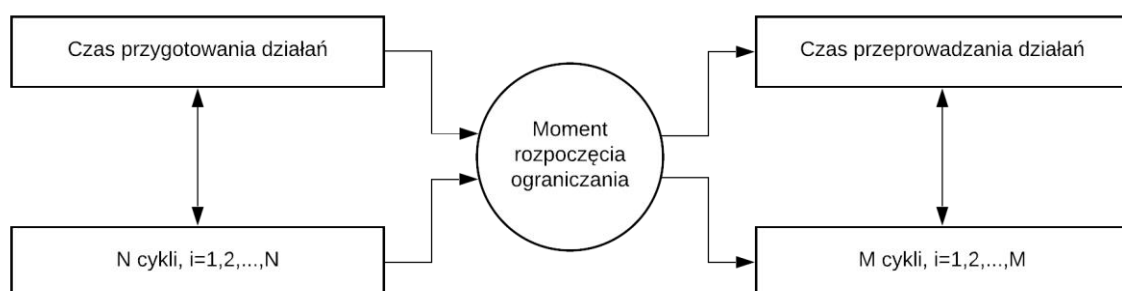 Czas przygotowania działań
Czas przeprowadzania działań
Moment
rozpoczęcia
ograniczania
N cykli, i=1,2,...,N
M cykli, i=1,2,...,M